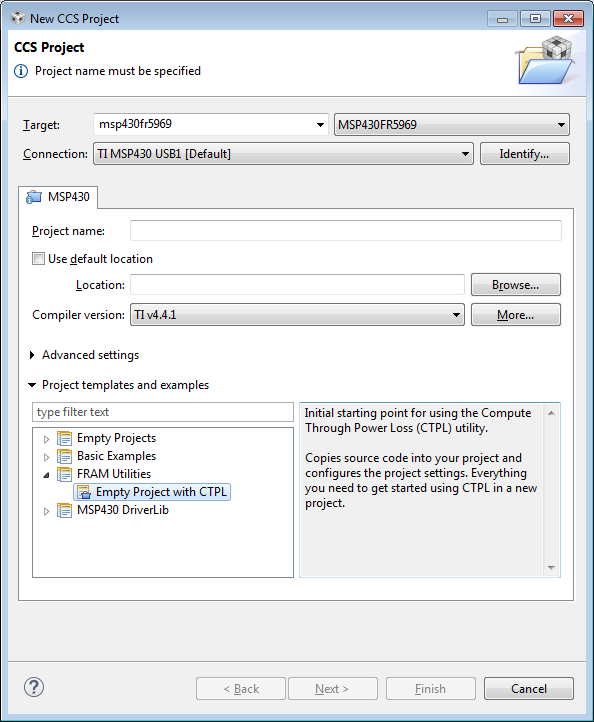 New CCS Project
CCS Project
Project name must be specified
Target: msp430fr5969 MSP430FR5969
Connection: TI MSP430 USB1 [Default] Identify...
MSP430
Project name:
Use default location
Location: Browse...
Compiler version: TI v4.4.1 More...
Advanced settings
Project templates and examples
type filter text
Empty Projects
Basic Examples
FRAM Utilities
Empty Project with CTPL
MSP430 DriverLib
Initial starting point for using the Compute
Through Power Loss (CTPL) utility.
Copies source code into your project and
configures the project settings. Everything
you need to get started using CTPL in a new
project.
? < Back Next > Finish Cancel